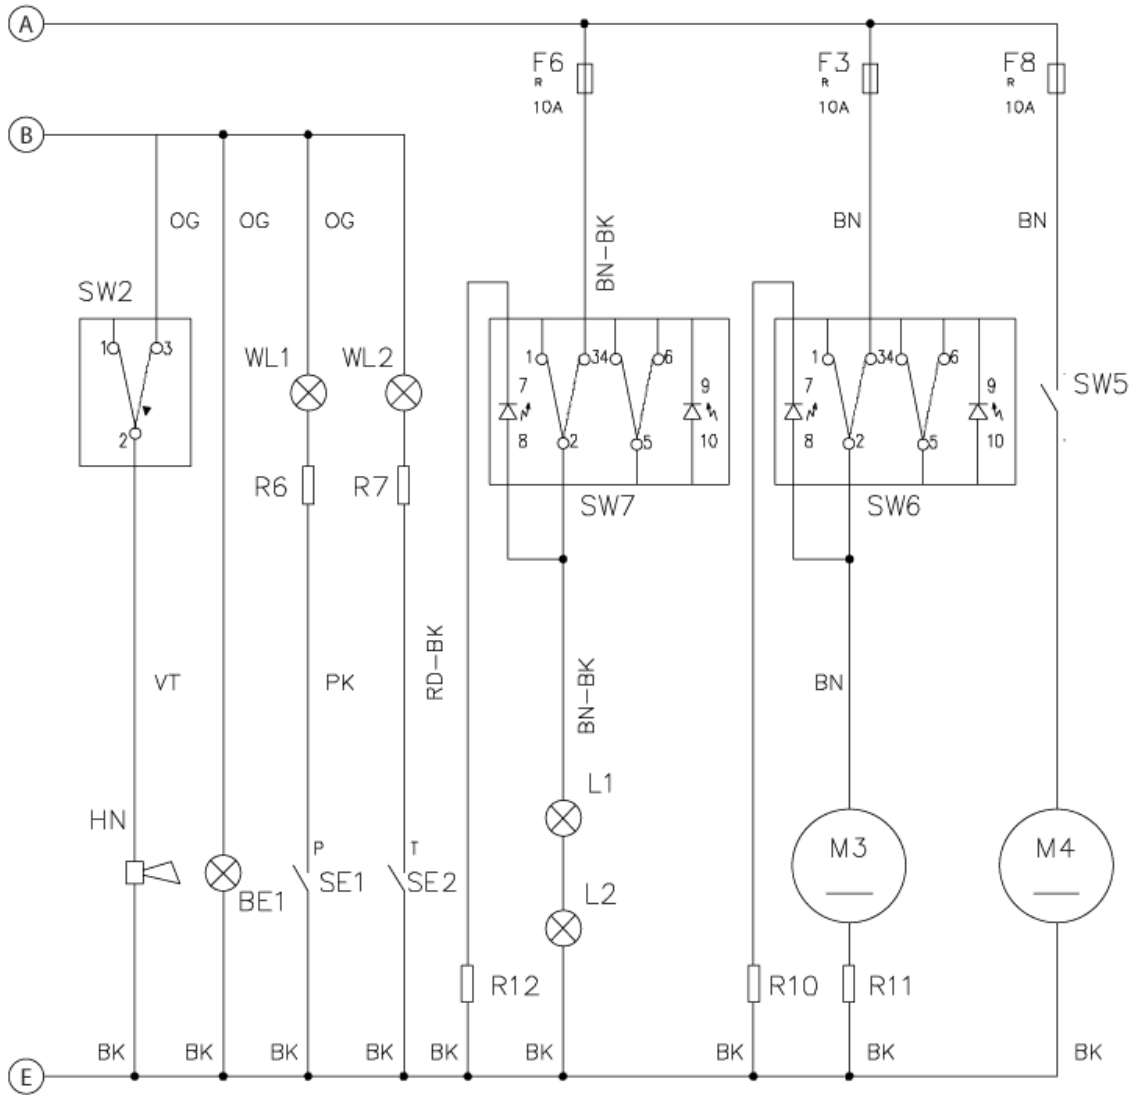 A
F6 F3 F8
R R R
10A 10A 10A
B
OG OG OG BN BN
BN-BK
SW2
1 3 WL1 WL2 1 34 6 1 34 6
7 9 7 9 SW5
2 8 2 5 10 8 2 5 10
R6 R7 SW7 SW6
RD-BK
VT PK BN-BK BN
L1
HN P T M3 M4
SE1 SE2
BE1 L2
R12 R10 R11
BK BK BK BK BK BK BK BK BK
E